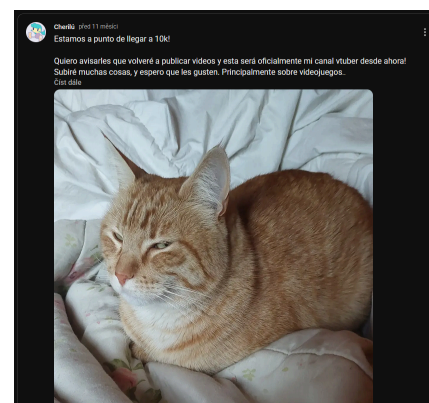 Cherilú před 11 měsíci
Estamos a punto de llegar a 10k!
Quiero avisarles que volveré a publicar videos y esta será oficialmente mi canal vtuber desde ahora!
Subiré muchas cosas, y espero que les gusten. Principalmente sobre videojuegos..
Číst dále